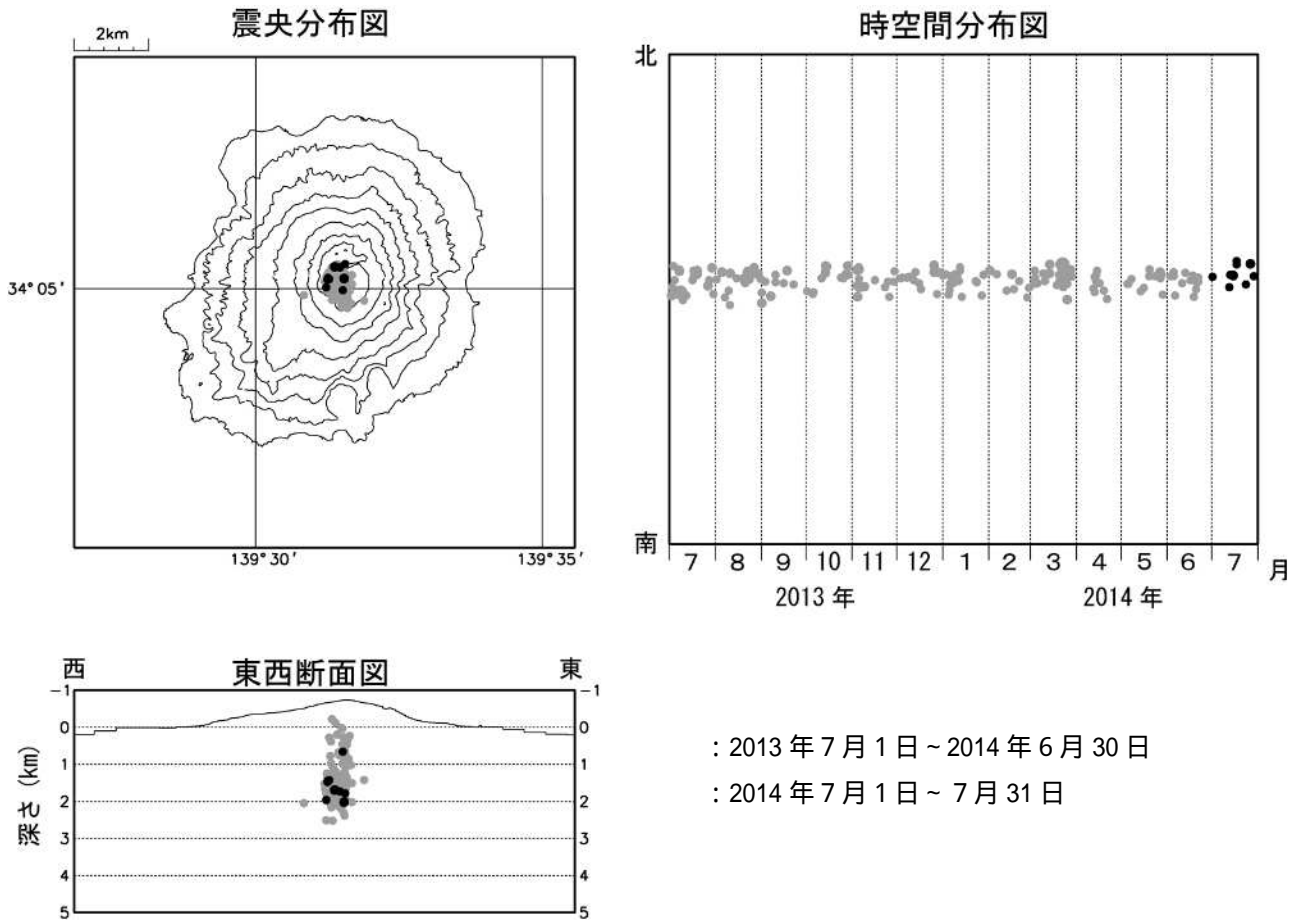 震央分布図
2km
34°05′
139°30′
139°35′
時空間分布図
北
南
7 8 9 10 11 12 1 2 3 4 5 6 7 月
2013 年 2014 年
東西断面図
西 東
-1 -1
0 0
1 1
2 2
3 3
4 4
5 5
深さ (km)
: 2013 年 7 月 1 日 ~ 2014 年 6 月 30 日
: 2014 年 7 月 1 日 ~ 7 月 31 日